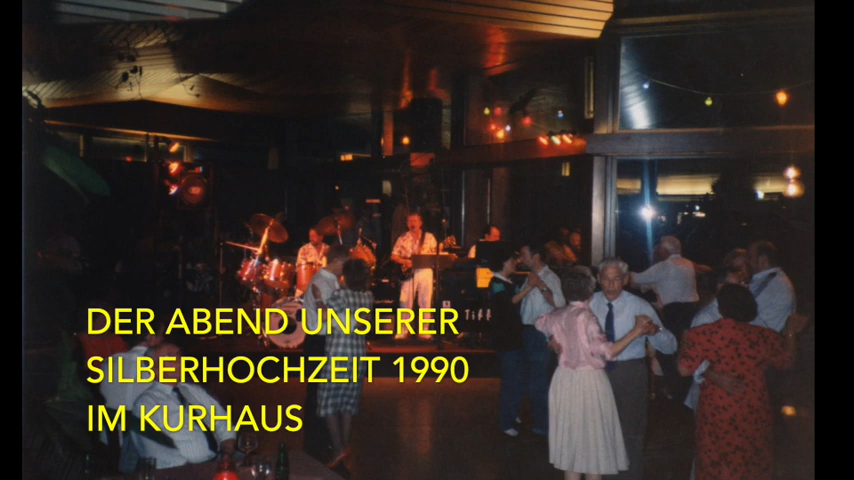 DER ABEND UNSERER
SILBERHOCHZEIT 1990
IM KURHAUS